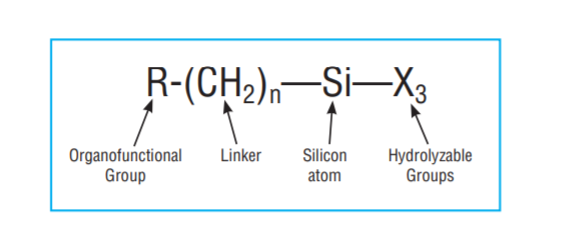 R-(CH₂)ₙ—Si—X₃
Organofunctional Group
Linker
Silicon atom
Hydrolyzable Groups